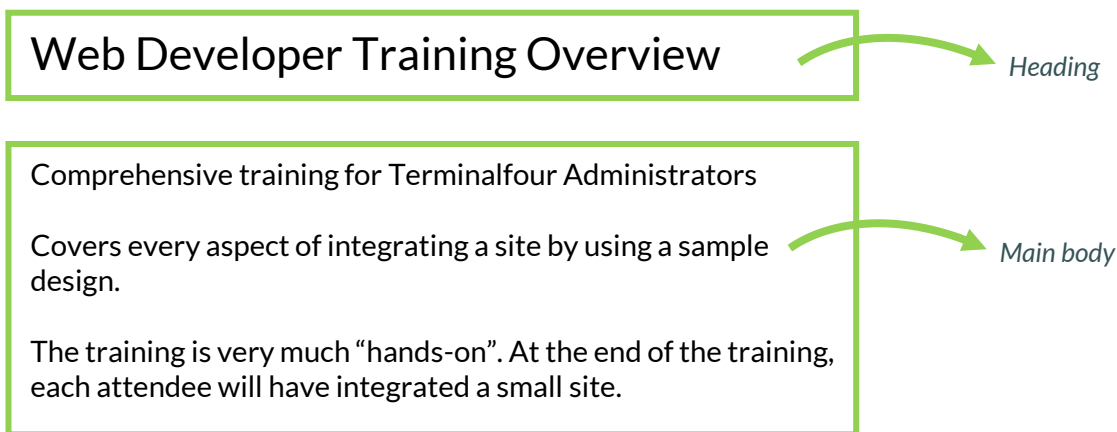 Web Developer Training Overview
Heading
Comprehensive training for Terminalfour Administrators
Covers every aspect of integrating a site by using a sample
design.
Main body
The training is very much “hands-on”. At the end of the training,
each attendee will have integrated a small site.